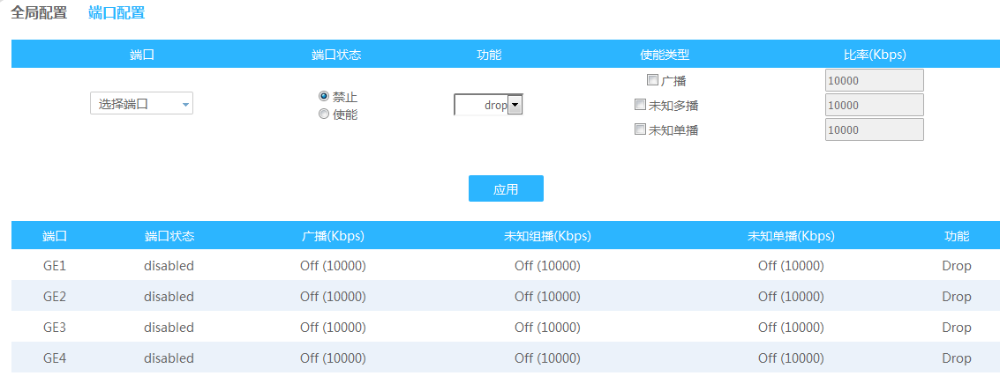 全局配置 端口配置
端口 端口状态 功能 使能类型 比率(Kbps)
选择端口 禁止 使能 drop 广播 10000
未知多播 10000
未知单播 10000
应用
端口 端口状态 广播(Kbps) 未知组播(Kbps) 未知单播(Kbps) 功能
GE1 disabled Off (10000) Off (10000) Off (10000) Drop
GE2 disabled Off (10000) Off (10000) Off (10000) Drop
GE3 disabled Off (10000) Off (10000) Off (10000) Drop
GE4 disabled Off (10000) Off (10000) Off (10000) Drop